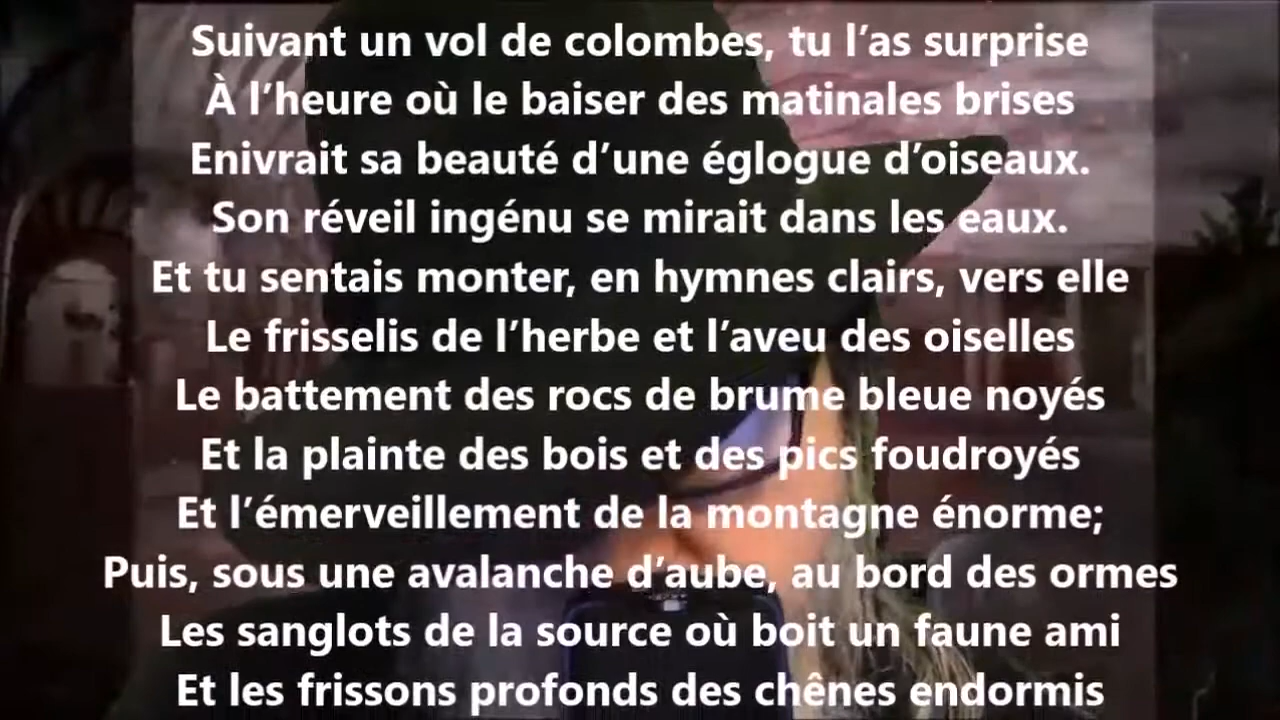 Suivant un vol de colombes, tu l’as surprise
À l’heure où le baiser des matinales brises
Enivrait sa beauté d’une églogue d’oiseaux.
Son réveil ingénu se mirait dans les eaux.
Et tu sentais monter, en hymnes clairs, vers elle
Le frisselis de l’herbe et l’aveu des oiselles
Le battement des rocs de brume bleue noyés
Et la plainte des bois et des pics foudroyés
Et l’émerveillement de la montagne énorme;
Puis, sous une avalanche d’aube, au bord des ormes
Les sanglots de la source où boit un faune ami
Et les frissons profonds des chênes endormis